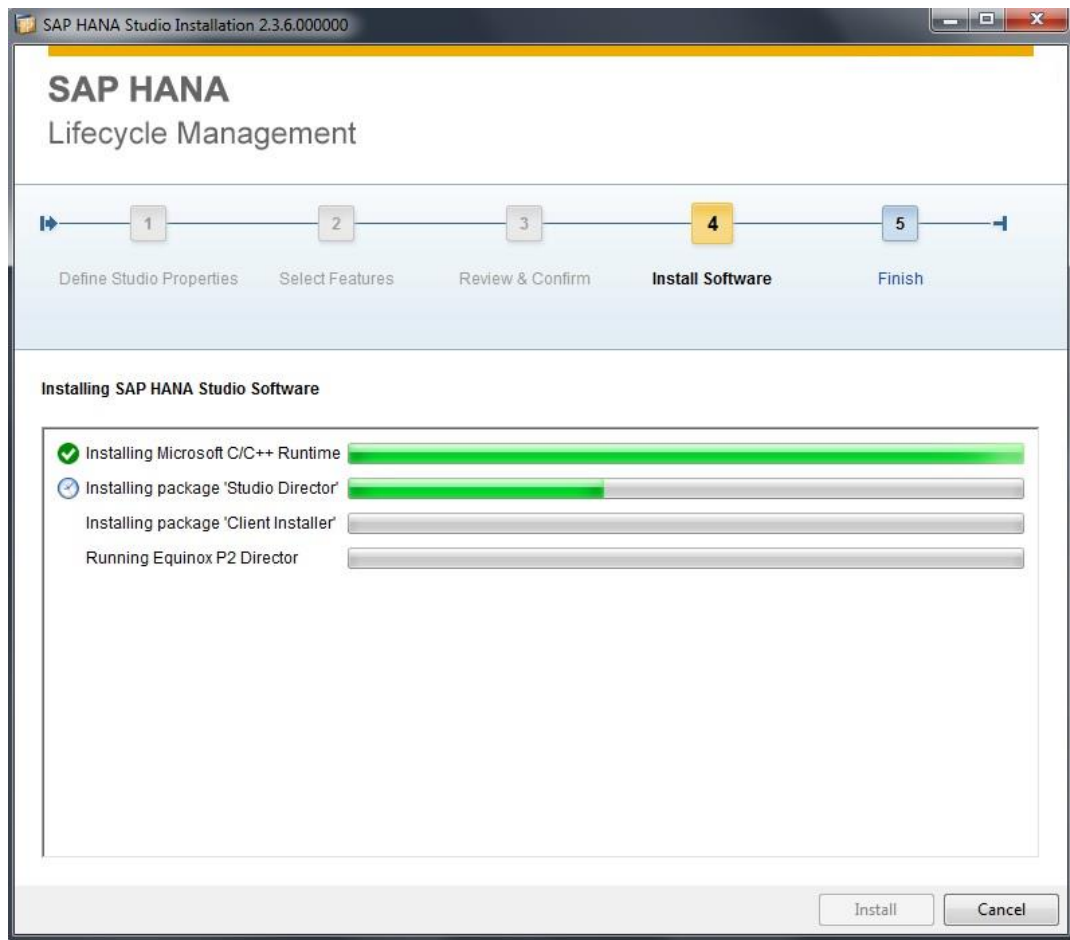 SAP HANA Studio Installation 2.3.6.000000
SAP HANA
Lifecycle Management
1 2 3 4 5
Define Studio Properties Select Features Review & Confirm Install Software Finish
Installing SAP HANA Studio Software
Installing Microsoft C/C++ Runtime
Installing package 'Studio Director'
Installing package 'Client Installer'
Running Equinox P2 Director
Install Cancel